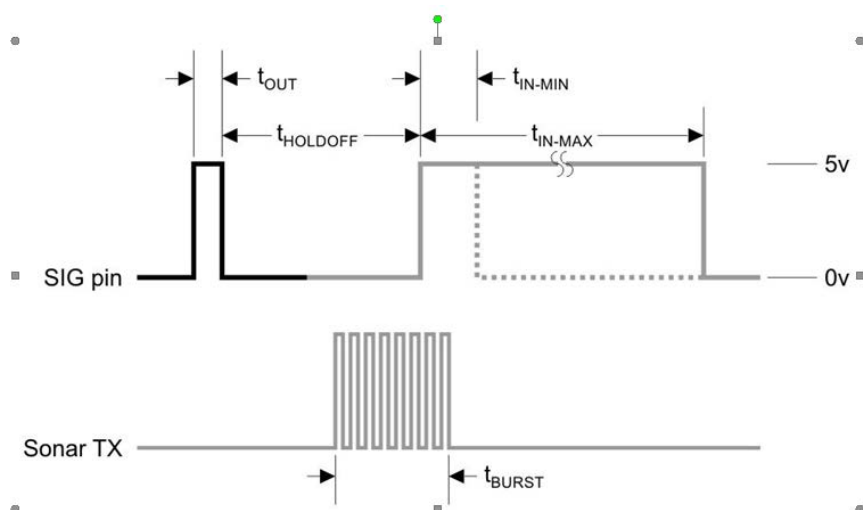 tOUT
tIN-MIN
tHOLDOFF
tIN-MAX
5v
SIG pin
0v
Sonar TX
tBURST